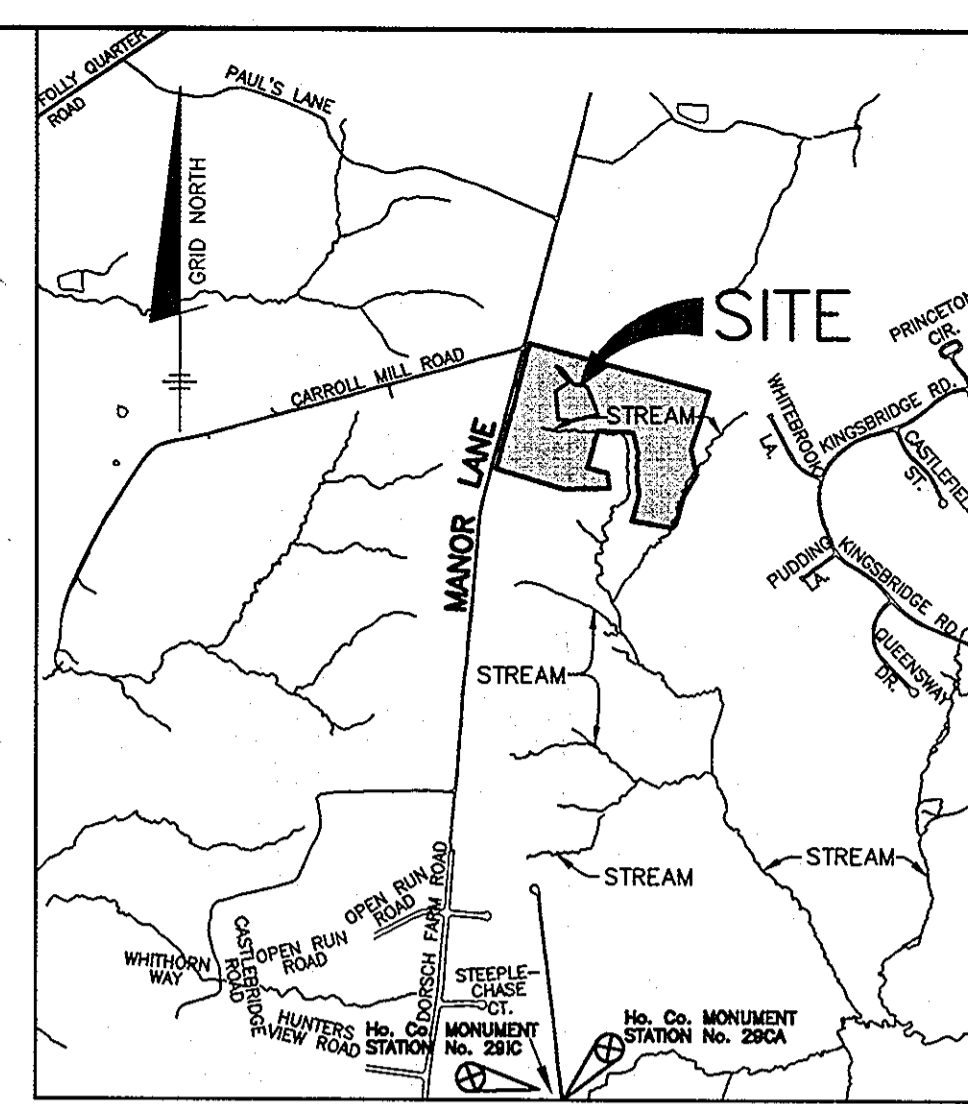 FOLLY QUARTER
ROAD
PAUL'S LANE
GRID NORTH
SITE
PRINCETON
CIR.
CARROLL MILL ROAD
STREAM
WHITEBROOK
LA.
KINGSBRIDGE RD.
CASTLEFIEL
ST.
MANOR LANE
PUDDING
LA.
KINGSBRIDGE RD.
QUEENSWAY
DR.
STREAM
STREAM
STREAM
OPEN RUN
ROAD
DORSCH FARM ROAD
WHITHORN
WAY
CASTLEBRIDGE
ROAD
OPEN RUN
ROAD
STEEPLE-
CHASE
CT.
HUNTERS
VIEW ROAD
Ho. Co. MONUMENT
STATION No. 291C
Ho. Co. MONUMENT
STATION No. 29CA